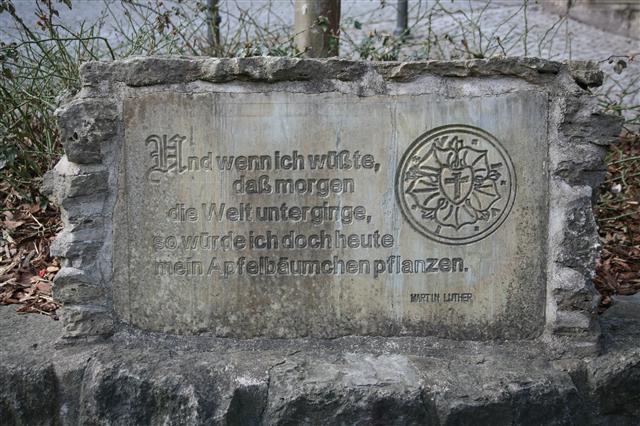 Und wenn ich wüßte,
daß morgen
die Welt unterginge,
so würde ich doch heute
mein Apfelbäumchen pflanzen.
MARTIN LUTHER